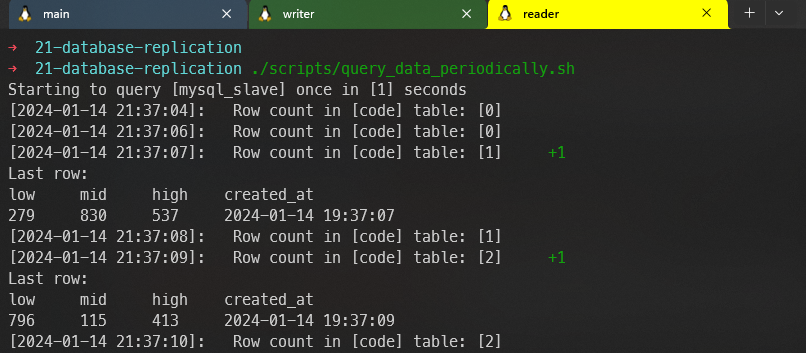 main writer reader
→ 21-database-replication
→ 21-database-replication ./scripts/query_data_periodically.sh
Starting to query [mysql_slave] once in [1] seconds
[2024-01-14 21:37:04]: Row count in [code] table: [0]
[2024-01-14 21:37:06]: Row count in [code] table: [0]
[2024-01-14 21:37:07]: Row count in [code] table: [1] +1
Last row:
low mid high created_at
279 830 537 2024-01-14 19:37:07
[2024-01-14 21:37:08]: Row count in [code] table: [1]
[2024-01-14 21:37:09]: Row count in [code] table: [2] +1
Last row:
low mid high created_at
796 115 413 2024-01-14 19:37:09
[2024-01-14 21:37:10]: Row count in [code] table: [2]